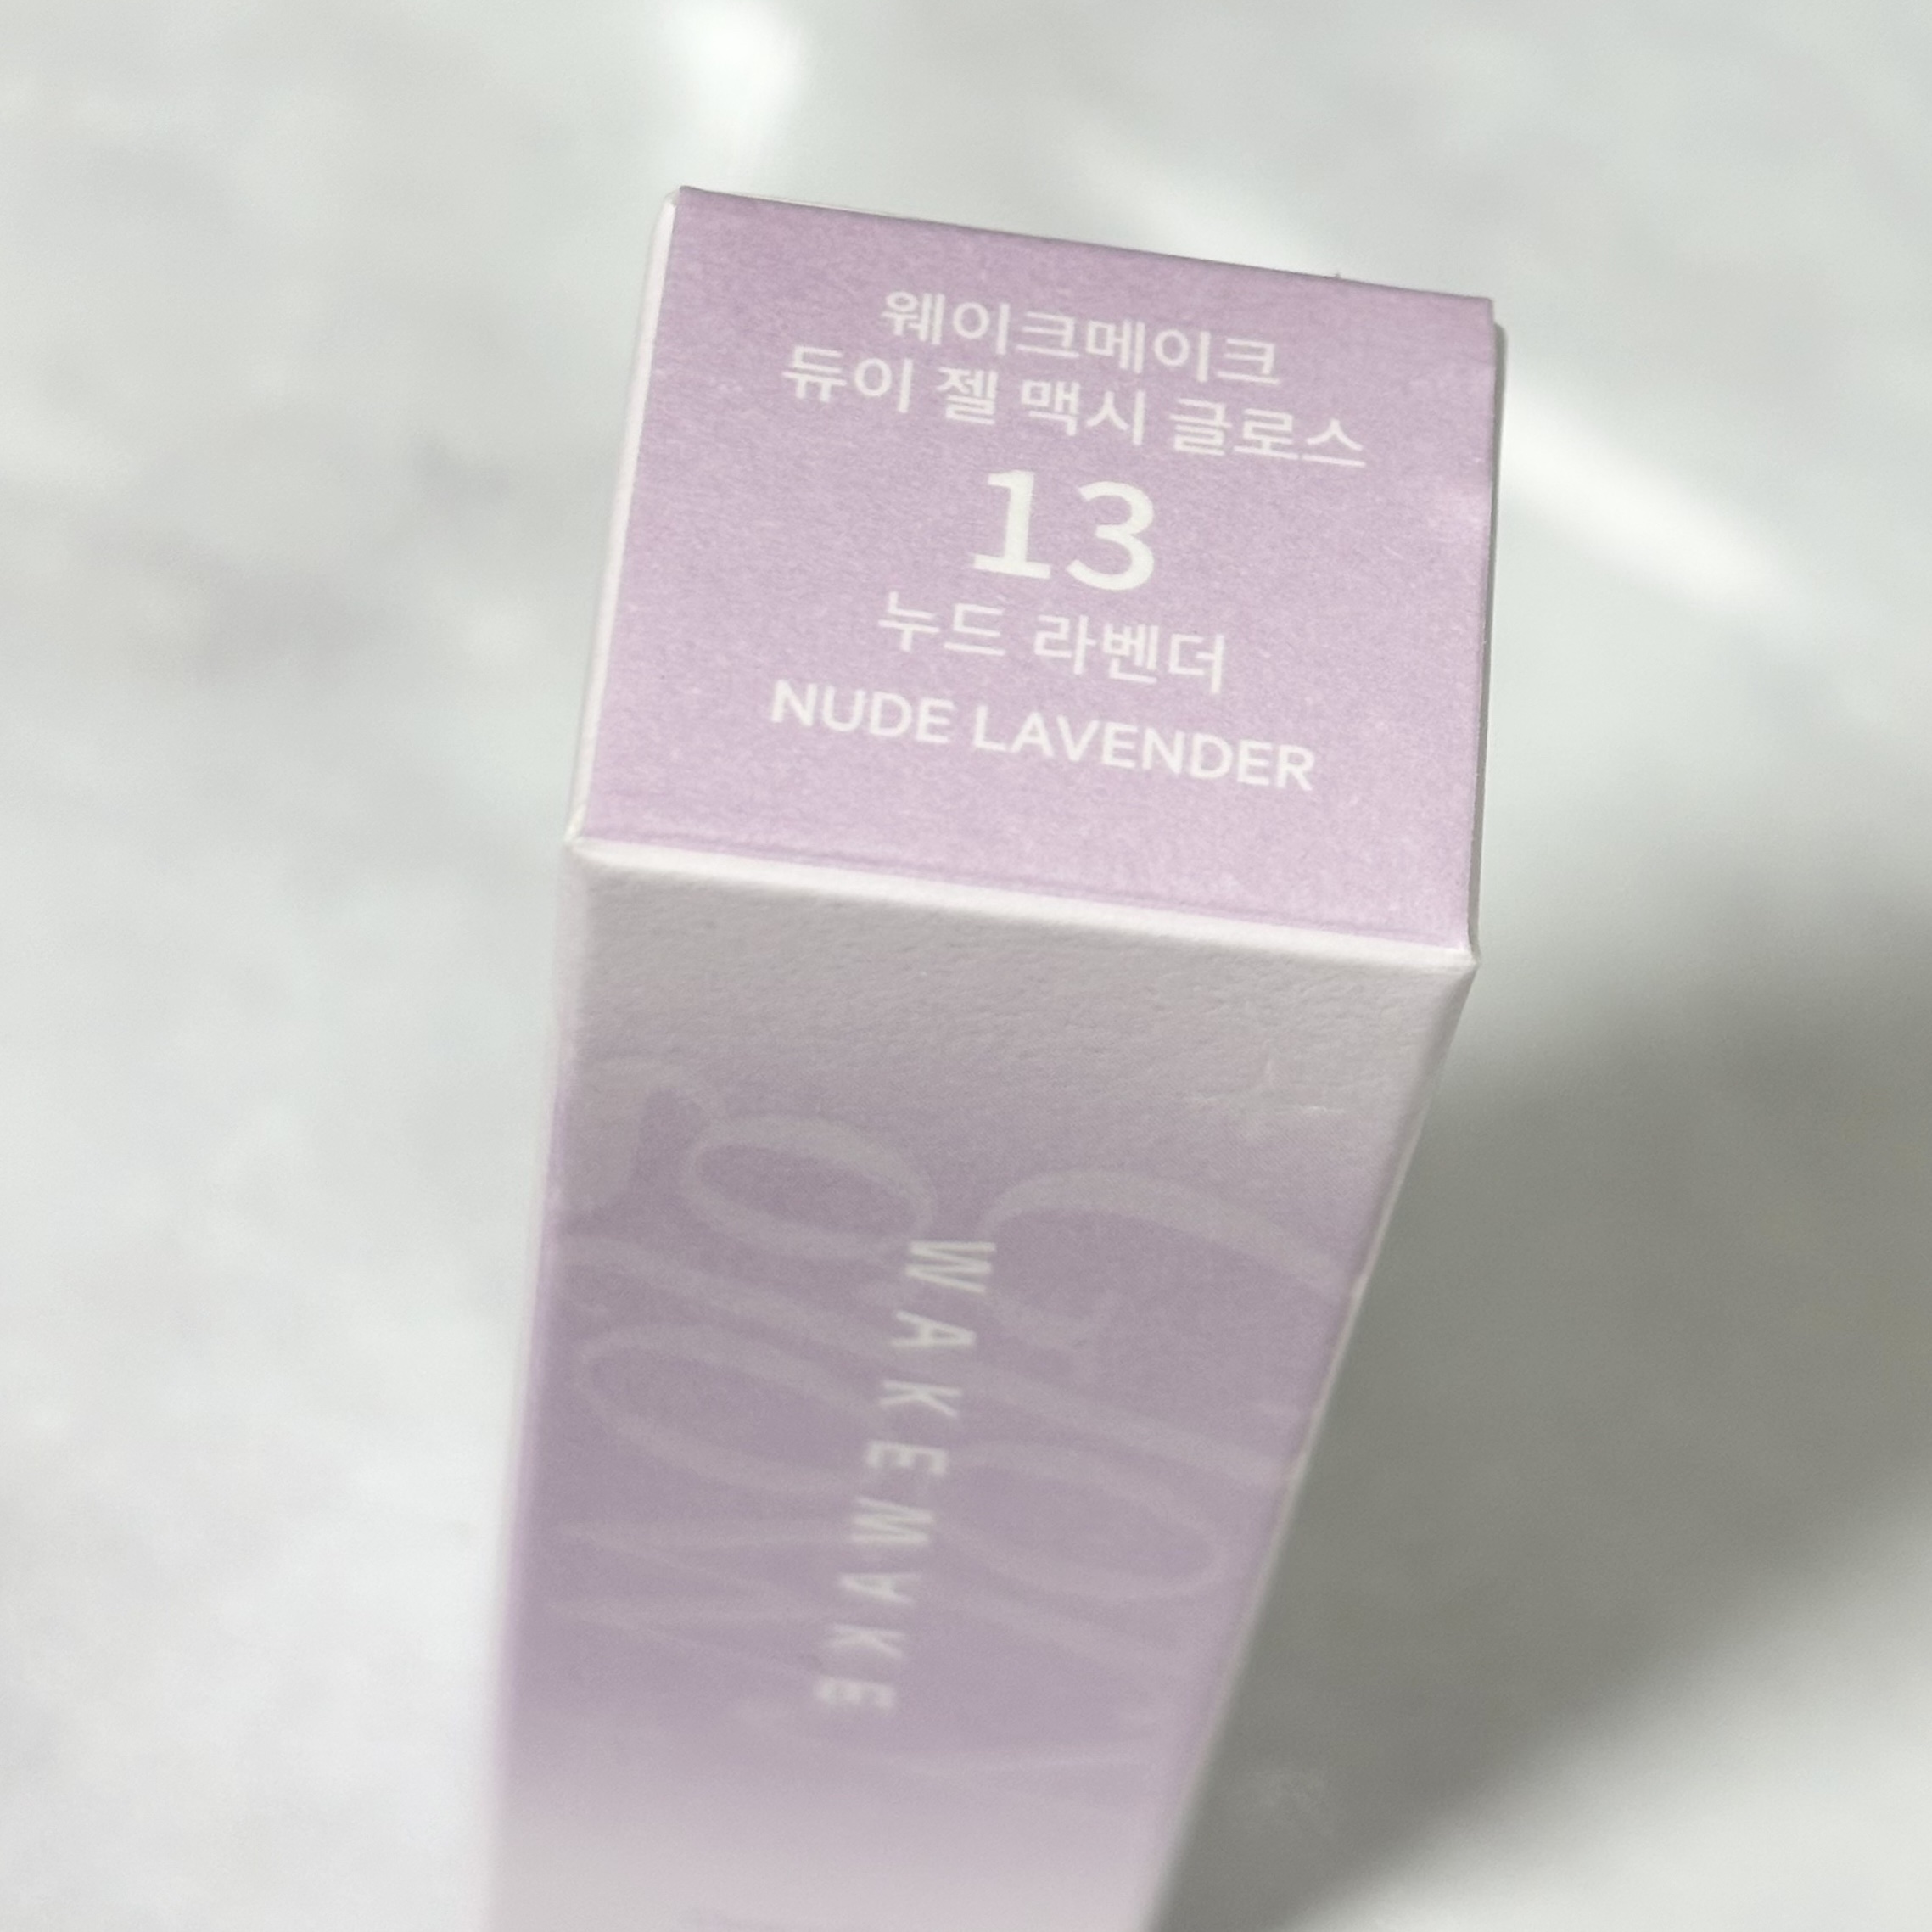 웨이크메이크
듀이 젤 맥시 글로스
13
누드 라벤더
NUDE LAVENDER
WAKEMAKE